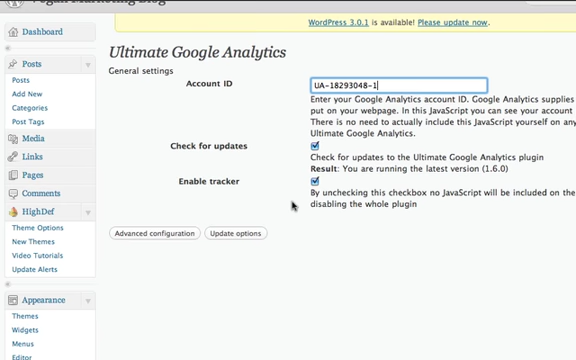 Vegan Marketing Blog
WordPress 3.0.1 is available! Please update now.
Dashboard
Posts
Posts
Add New
Categories
Post Tags
Media
Links
Pages
Comments
HighDef
Theme Options
New Themes
Video Tutorials
Update Alerts
Appearance
Themes
Widgets
Menus
Editor
Ultimate Google Analytics
General settings
Account ID
UA-18293048-1
Enter your Google Analytics account ID. Google Analytics supplies
put on your webpage. In this JavaScript you can see your account
There is no need to actually include this JavaScript yourself on any
Ultimate Google Analytics.
Check for updates
Check for updates to the Ultimate Google Analytics plugin
Result: You are running the latest version (1.6.0)
Enable tracker
By unchecking this checkbox no JavaScript will be included on the
disabling the whole plugin
Advanced configuration
Update options